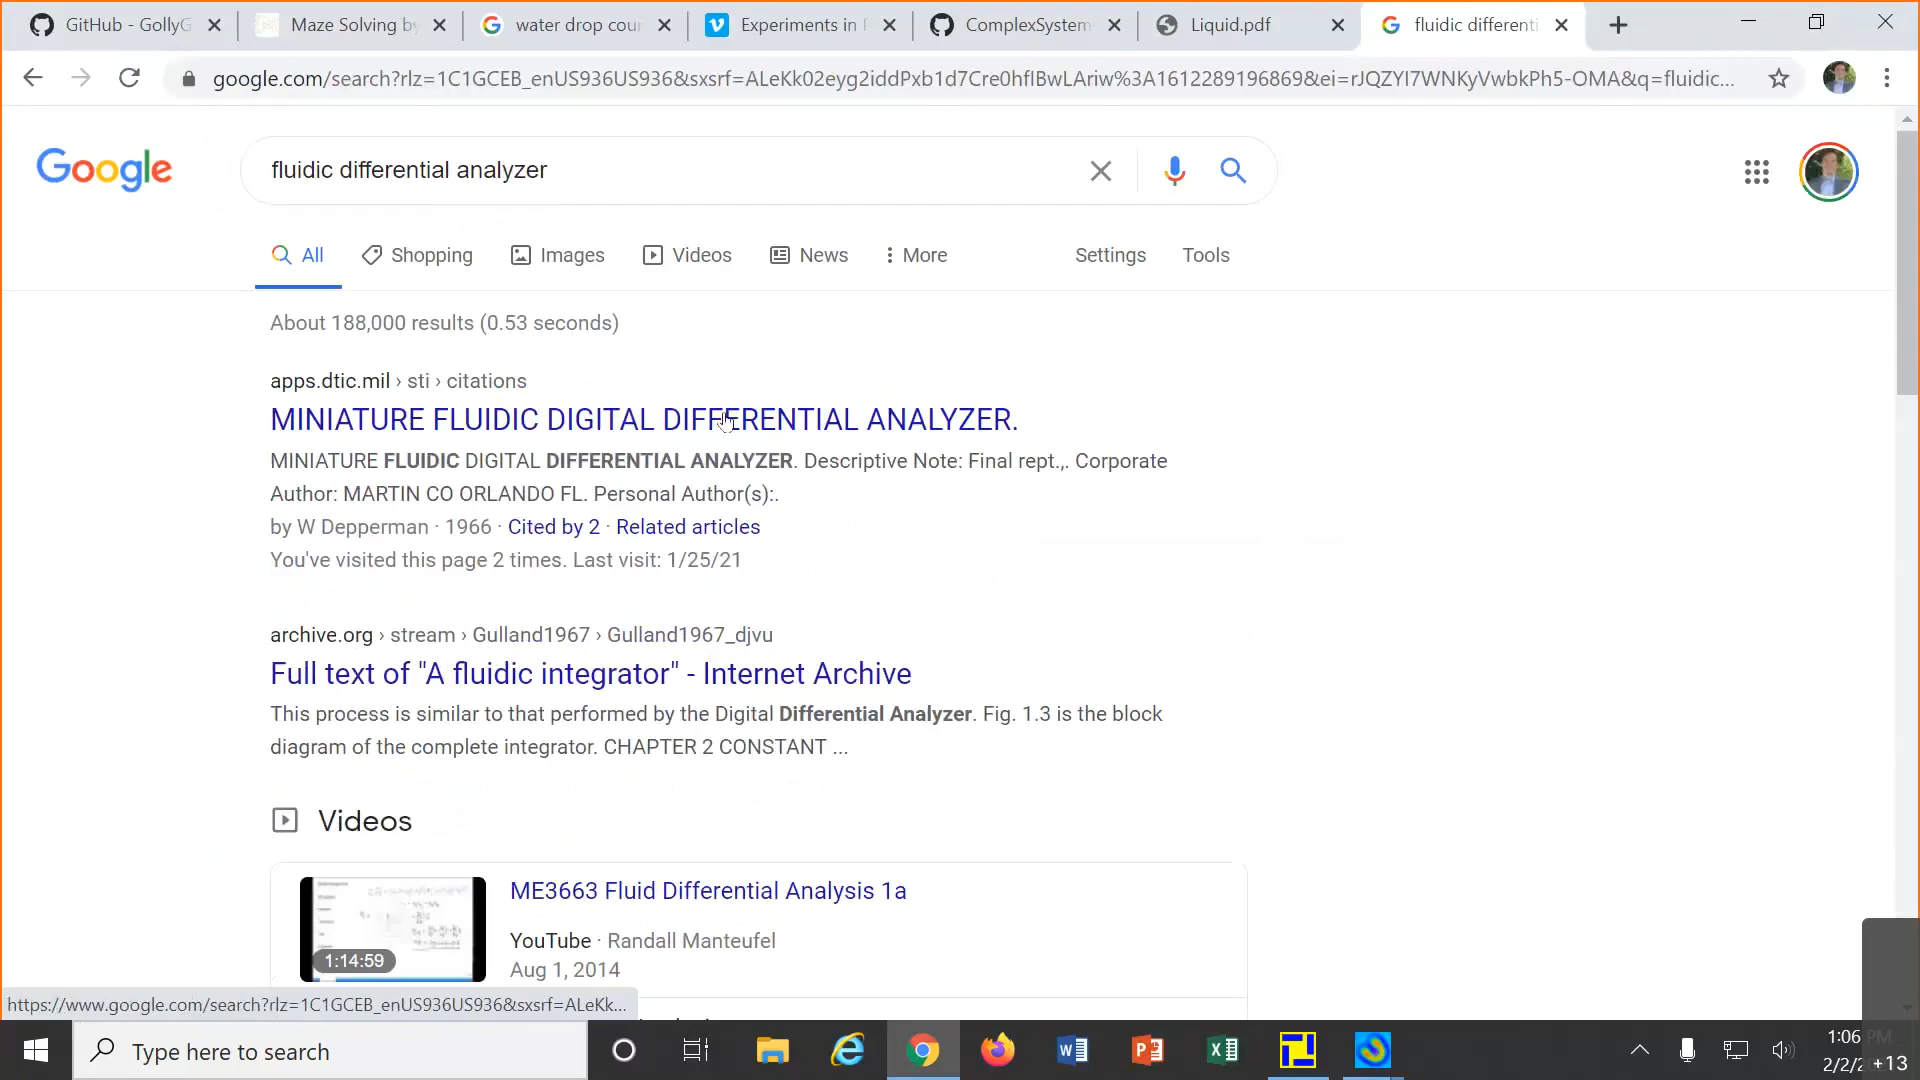 GitHub - GollyG
Maze Solving by
water drop cour
Experiments in F
ComplexSystem
Liquid.pdf
fluidic differenti
google.com/search?rlz=1C1GCEB_enUS936US936&sxsrf=ALeKk02eyg2iddPxb1d7Cre0hfIBwLAriw%3A1612289196869&ei=rJQZYI7WNKyVwbkPh5-OMA&q=fluidic...
Google
fluidic differential analyzer
All
Shopping
Images
Videos
News
More
Settings
Tools
About 188,000 results (0.53 seconds)
apps.dtic.mil › sti › citations
MINIATURE FLUIDIC DIGITAL DIFFERENTIAL ANALYZER.
MINIATURE FLUIDIC DIGITAL DIFFERENTIAL ANALYZER. Descriptive Note: Final rept.,. Corporate
Author: MARTIN CO ORLANDO FL. Personal Author(s):.
by W Depperman · 1966 · Cited by 2 · Related articles
You've visited this page 2 times. Last visit: 1/25/21
archive.org › stream › Gulland1967 › Gulland1967_djvu
Full text of "A fluidic integrator" - Internet Archive
This process is similar to that performed by the Digital Differential Analyzer. Fig. 1.3 is the block
diagram of the complete integrator. CHAPTER 2 CONSTANT ...
Videos
ME3663 Fluid Differential Analysis 1a
YouTube · Randall Manteufel
Aug 1, 2014
1:14:59
https://www.google.com/search?rlz=1C1GCEB_enUS936US936&sxsrf=ALeKk...
Type here to search
1:06 PM
2/2/2
+13